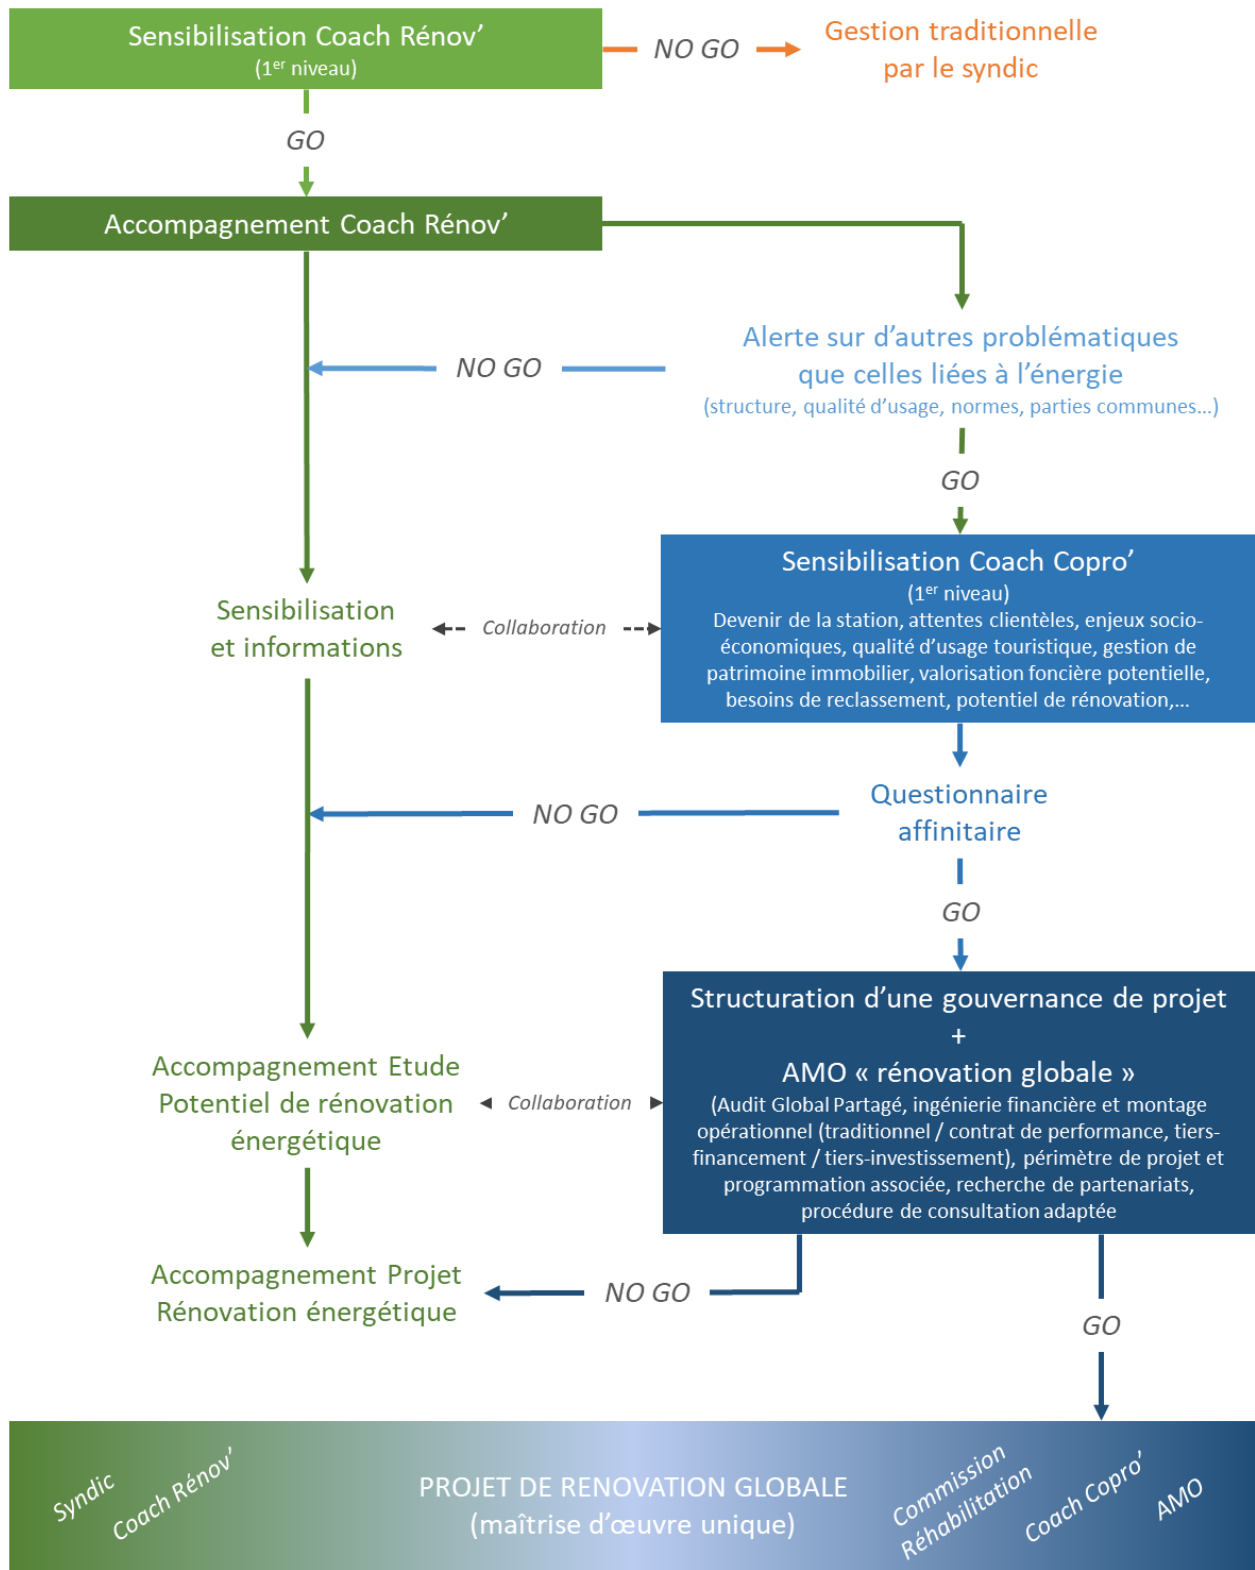 Sensibilisation Coach Rénov’
(1er niveau)
NO GO
Gestion traditionnelle
par le syndic
GO
Accompagnement Coach Rénov’
Alerte sur d’autres problématiques
que celles liées à l’énergie
(structure, qualité d’usage, normes, parties communes...)
NO GO
GO
Sensibilisation Coach Copro’
(1er niveau)
Devenir de la station, attentes clientèles, enjeux socio-
économiques, qualité d’usage touristique, gestion de
patrimoine immobilier, valorisation foncière potentielle,
besoins de reclassement, potentiel de rénovation,...
Sensibilisation
et informations
Collaboration
Questionnaire
affinitaire
NO GO
GO
Structuration d’une gouvernance de projet
+
AMO « rénovation globale »
(Audit Global Partagé, ingénierie financière et montage
opérationnel (traditionnel / contrat de performance, tiers-
financement / tiers-investissement), périmètre de projet et
programmation associée, recherche de partenariats,
procédure de consultation adaptée
Accompagnement Etude
Potentiel de rénovation
énergétique
Collaboration
Accompagnement Projet
Rénovation énergétique
NO GO
GO
Syndic
Coach Rénov’
PROJET DE RENOVATION GLOBALE
(maîtrise d’œuvre unique)
Commission
Réhabilitation
Coach Copro’
AMO